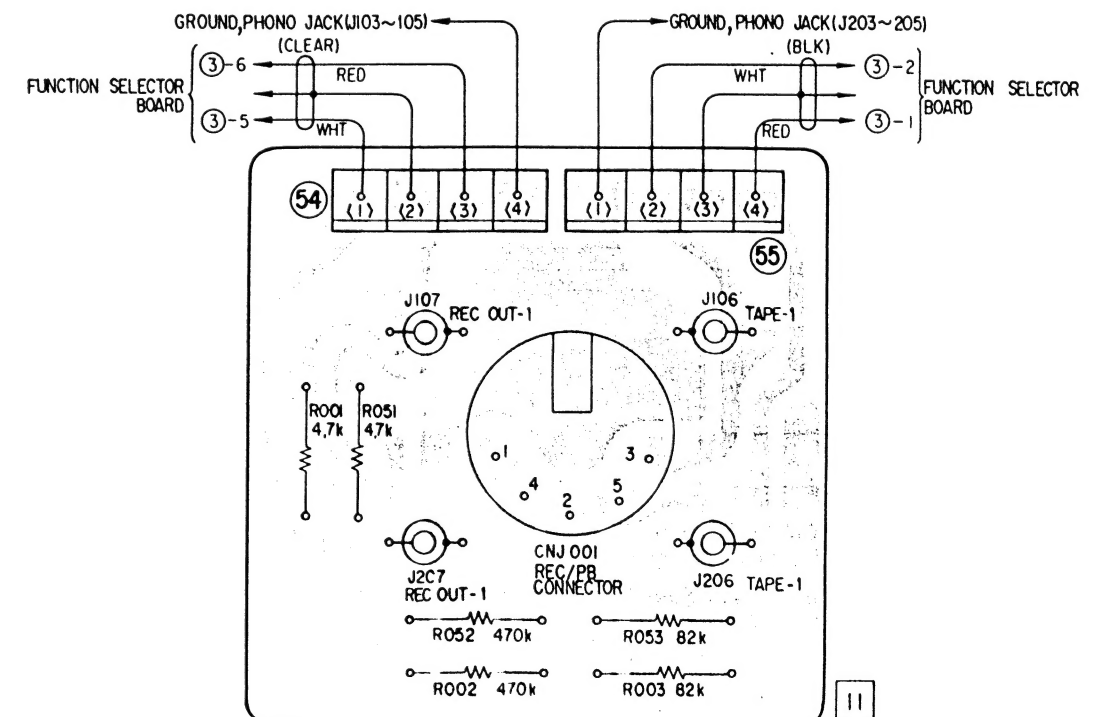 GROUND, PHONO JACK(J103~105)
GROUND, PHONO JACK(J203~205)
(CLEAR)
(BLK)
3-6
RED
WHT
3-2
FUNCTION SELECTOR
BOARD
FUNCTION SELECTOR
BOARD
3-5
WHT
RED
3-1
54
(1) (2) (3) (4)
(1) (2) (3) (4)
55
J107
REC OUT-1
J106
TAPE-1
R001
4,7k
R051
4,7k
1
3
4
5
2
CNJ 001
REC/PB
CONNECTOR
J207
REC OUT-1
J206 TAPE-1
R052 470k
R053 82k
R002 470k
R003 82k
11